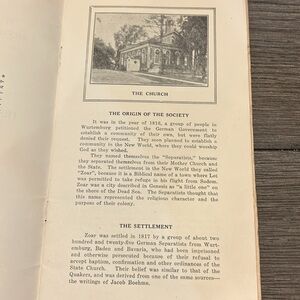 THE CHURCH
THE ORIGIN OF THE SOCIETY
It was in the year of 1816, a group of people in
Wurtemburg petitioned the German Government to
establish a community of their own, but were flatly
denied their request. They soon planned to establish a
community in the New World, where they could worship
God as they wished.
They named themselves the "Separatists," because
they separated themselves from their Mother Church and
the State. The settlement in the New World they called
"Zoar", because it is a Biblical name of a town where Lot
was permitted to take refuge in his flight from Sodom.
Zoar was a city described in Genesis as "a little one" on
the shore of the Dead Sea. The Separatists thought that
this name represented the religious character and the
purpose of their colony.
THE SETTLEMENT
Zoar was settled in 1817 by a group of about two
hundred and twenty-five German Separatists from Wurt-
emburg, Baden and Bavaria, who had been imprisoned
and otherwise persecuted because of their refusal to
accept baptism, confirmation and other ordinances of the
State Church. Their belief was similar to that of the
Quakers, and was derived from one of the same sources—
the writings of Jacob Boehme.